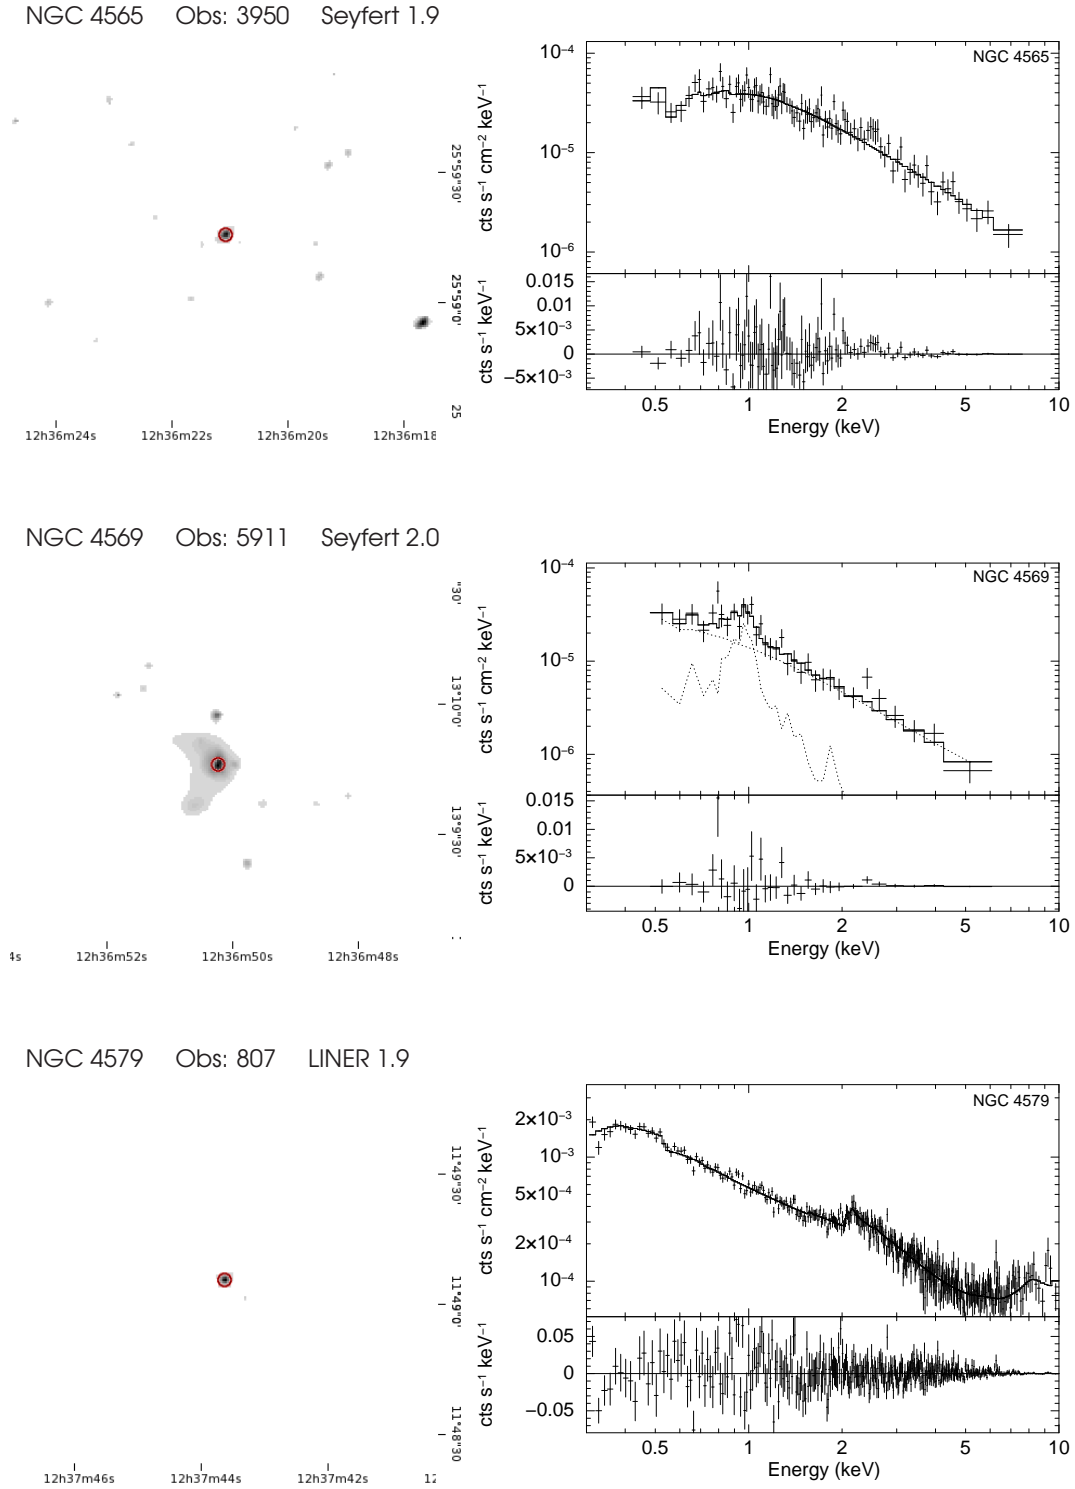 NGC 4565 Obs: 3950 Seyfert 1.9
25°59"30'
25°59"0'
25
12h36m24s 12h36m22s 12h36m20s 12h36m18
cts s⁻¹ cm⁻² keV⁻¹
NGC 4565
10⁻⁴
10⁻⁵
10⁻⁶
cts s⁻¹ keV⁻¹
0.015
0.01
5×10⁻³
0
−5×10⁻³
0.5 1 2 5 10
Energy (keV)
NGC 4569 Obs: 5911 Seyfert 2.0
"30'
13°10"0'
13°9"30'
4s 12h36m52s 12h36m50s 12h36m48s
cts s⁻¹ cm⁻² keV⁻¹
NGC 4569
10⁻⁴
10⁻⁵
10⁻⁶
cts s⁻¹ keV⁻¹
0.015
0.01
5×10⁻³
0
0.5 1 2 5 10
Energy (keV)
NGC 4579 Obs: 807 LINER 1.9
11°49"30'
11°49"0'
11°48"30
12h37m46s 12h37m44s 12h37m42s 12
cts s⁻¹ cm⁻² keV⁻¹
NGC 4579
2×10⁻³
10⁻³
5×10⁻⁴
2×10⁻⁴
10⁻⁴
cts s⁻¹ keV⁻¹
0.05
0
−0.05
0.5 1 2 5 10
Energy (keV)